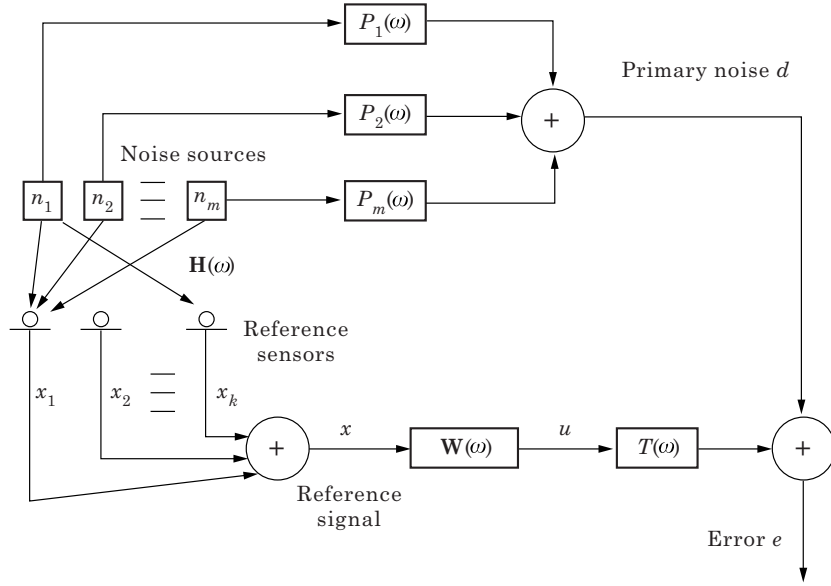 P1(ω)
Primary noise d
P2(ω)
+
Noise sources
n1
n2
nm
Pm(ω)
H(ω)
Reference
sensors
x1
x2
xk
+
x
W(ω)
u
T(ω)
+
Reference
signal
Error e